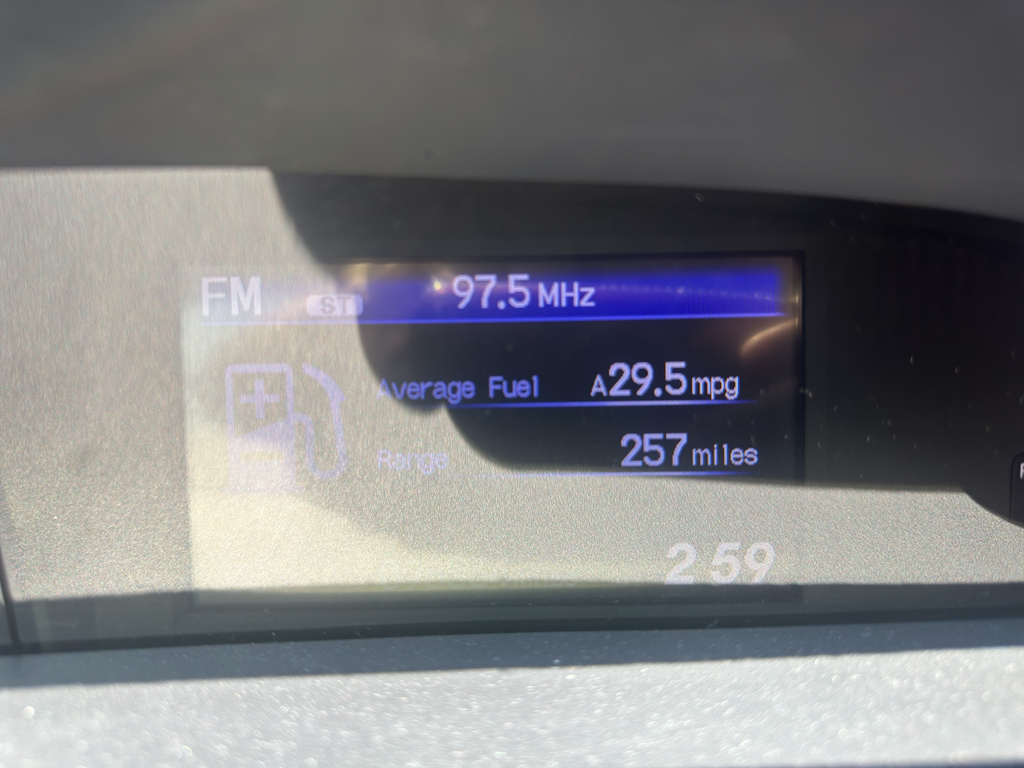 FM ST 97.5 MHz
Average Fuel A29.5 mpg
Range 257 miles
2 59